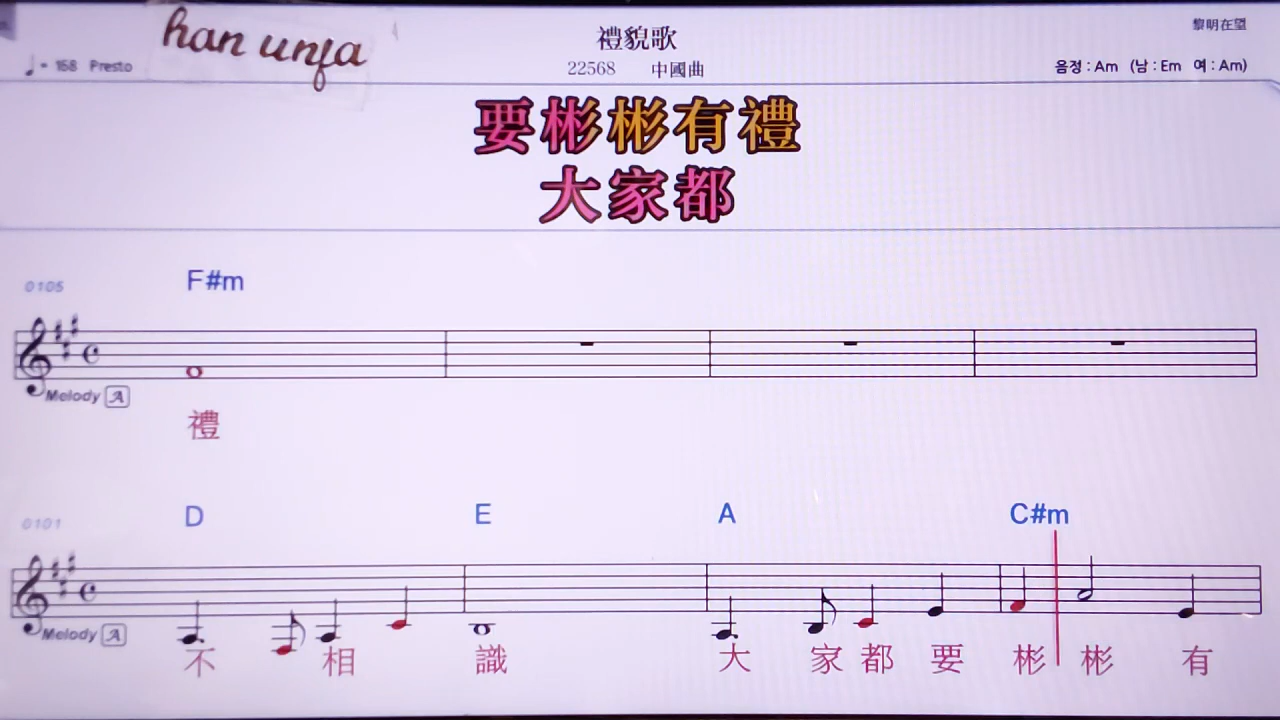 han unfa
禮貌歌
黎明在望
♩= 168 Presto
22568 中國曲
음정 : Am (남 : Em 여 : Am)
要彬彬有禮
大家都
0105
F#m
Melody A
禮
0101
D E A C#m
Melody A
不 相 識 大 家 都 要 彬 彬 有